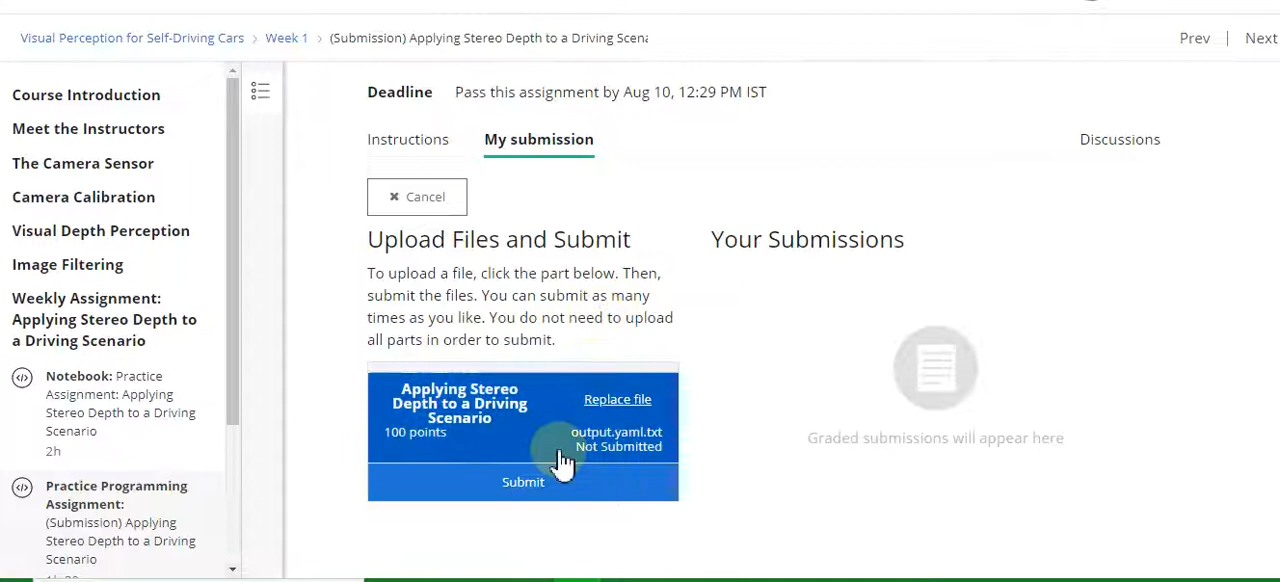 Visual Perception for Self-Driving Cars > Week 1 > (Submission) Applying Stereo Depth to a Driving Scena
Prev | Next
Course Introduction
Meet the Instructors
The Camera Sensor
Camera Calibration
Visual Depth Perception
Image Filtering
Weekly Assignment:
Applying Stereo Depth to
a Driving Scenario
Notebook: Practice
Assignment: Applying
Stereo Depth to a Driving
Scenario
2h
Practice Programming
Assignment:
(Submission) Applying
Stereo Depth to a Driving
Scenario
Deadline Pass this assignment by Aug 10, 12:29 PM IST
Instructions
My submission
Discussions
✖ Cancel
Upload Files and Submit
To upload a file, click the part below. Then,
submit the files. You can submit as many
times as you like. You do not need to upload
all parts in order to submit.
Applying Stereo
Depth to a Driving
Scenario
100 points
Replace file
output.yaml.txt
Not Submitted
Submit
Your Submissions
Graded submissions will appear here